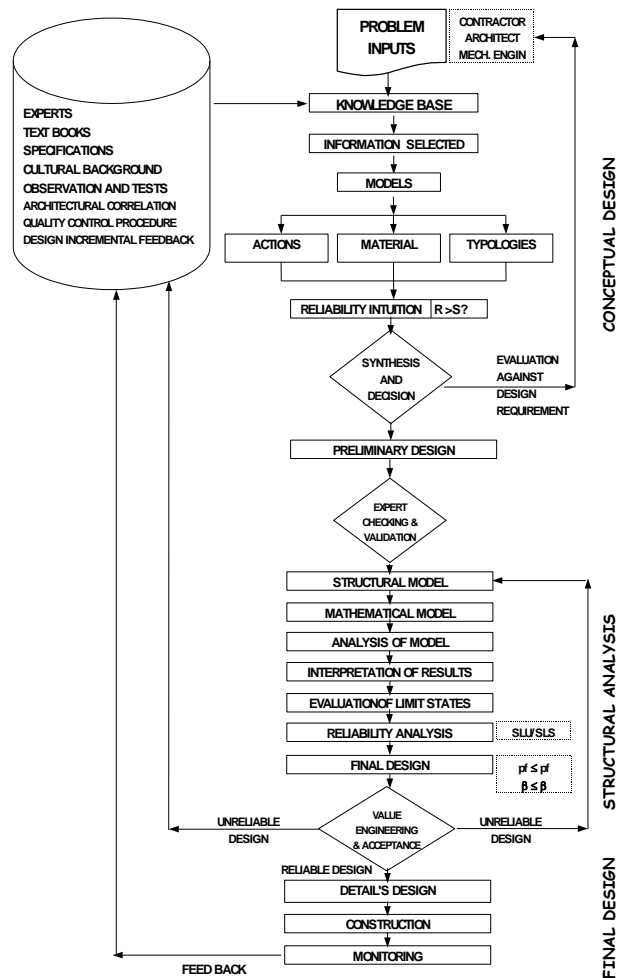 PROBLEM
INPUTS
CONTRACTOR
ARCHITECT
MECH. ENGIN
EXPERTS
TEXT BOOKS
SPECIFICATIONS
CULTURAL BACKGROUND
OBSERVATION AND TESTS
ARCHITECTURAL CORRELATION
QUALITY CONTROL PROCEDURE
DESIGN INCREMENTAL FEEDBACK
KNOWLEDGE BASE
INFORMATION SELECTED
MODELS
ACTIONS
MATERIAL
TYPOLOGIES
RELIABILITY INTUITION
R >S?
SYNTHESIS
AND
DECISION
EVALUATION
AGAINST
DESIGN
REQUIREMENT
CONCEPTUAL DESIGN
PRELIMINARY DESIGN
EXPERT
CHECKING &
VALIDATION
STRUCTURAL MODEL
MATHEMATICAL MODEL
ANALYSIS OF MODEL
INTERPRETATION OF RESULTS
EVALUATIONOF LIMIT STATES
RELIABILITY ANALYSIS
SLU/SLS
FINAL DESIGN
pf ≤ pf
β ≤ β
STRUCTURAL ANALYSIS
VALUE
ENGINEERING
& ACCEPTANCE
UNRELIABLE
DESIGN
UNRELIABLE
DESIGN
RELIABLE DESIGN
DETAIL'S DESIGN
CONSTRUCTION
MONITORING
FEED BACK
FINAL DESIGN